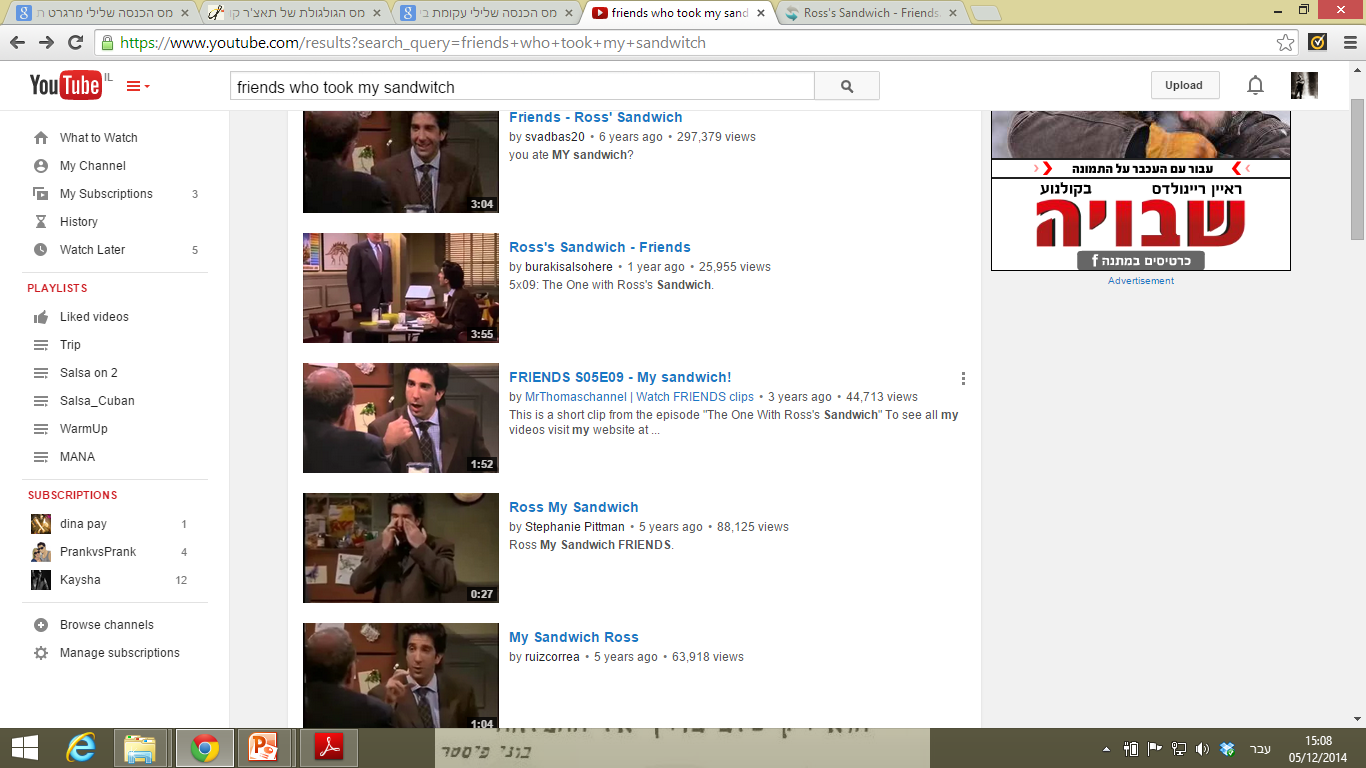 מס הכנסה שלילי מרגרט ת
מס הגולגולת של תאצ'ר קו
מס הכנסה שלילי עקומת בי
friends who took my sand
Ross's Sandwich - Friends.
https://www.youtube.com/results?search_query=friends+who+took+my+sandwitch
YouTube IL
friends who took my sandwitch
Upload
What to Watch
My Channel
My Subscriptions 3
History
Watch Later 5
PLAYLISTS
Liked videos
Trip
Salsa on 2
Salsa_Cuban
WarmUp
MANA
SUBSCRIPTIONS
dina pay 1
PrankvsPrank 4
Kaysha 12
Browse channels
Manage subscriptions
Friends - Ross' Sandwich
by svadbas20 • 6 years ago • 297,379 views
you ate MY sandwich?
3:04
Ross's Sandwich - Friends
by burakisalsohere • 1 year ago • 25,955 views
5x09: The One with Ross's Sandwich.
3:55
FRIENDS S05E09 - My sandwich!
by MrThomaschannel | Watch FRIENDS clips • 3 years ago • 44,713 views
This is a short clip from the episode "The One With Ross's Sandwich" To see all my
videos visit my website at ...
1:52
Ross My Sandwich
by Stephanie Pittman • 5 years ago • 88,125 views
Ross My Sandwich FRIENDS.
0:27
My Sandwich Ross
by ruizcorrea • 5 years ago • 63,918 views
1:04
עבור עם העכבר על התמונה
ראיין ריינולדס בקולנוע
שבויה
כרטיסים במתנה f
Advertisement
בוני פיסטר
עבר
15:08
05/12/2014